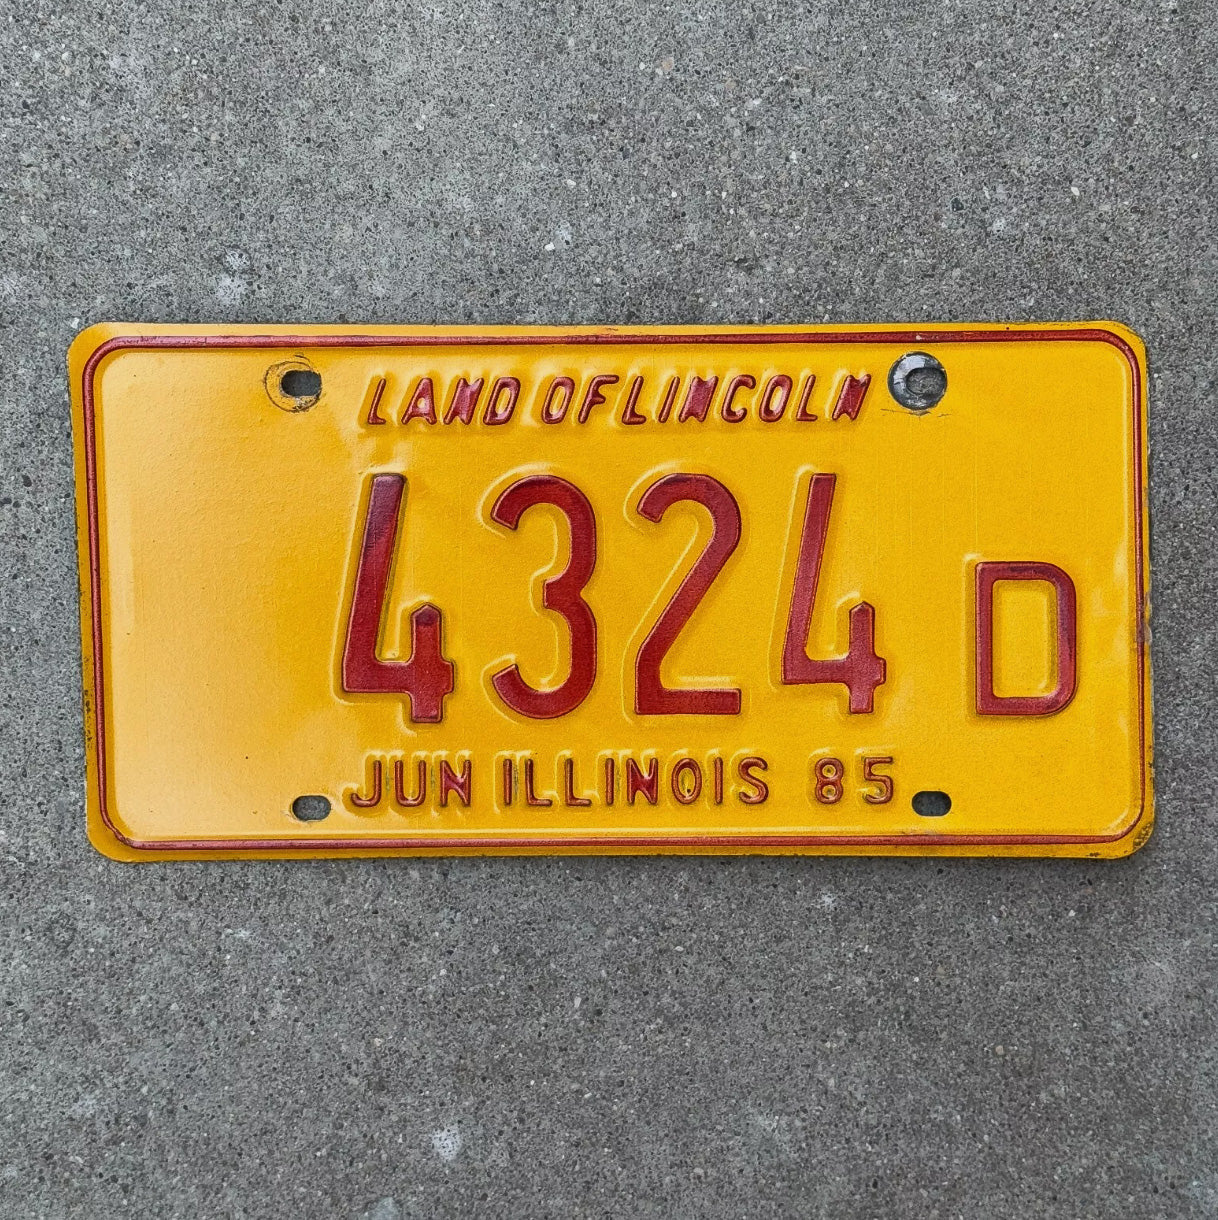 LAND OF LINCOLN
4324 D
JUN ILLINOIS 85